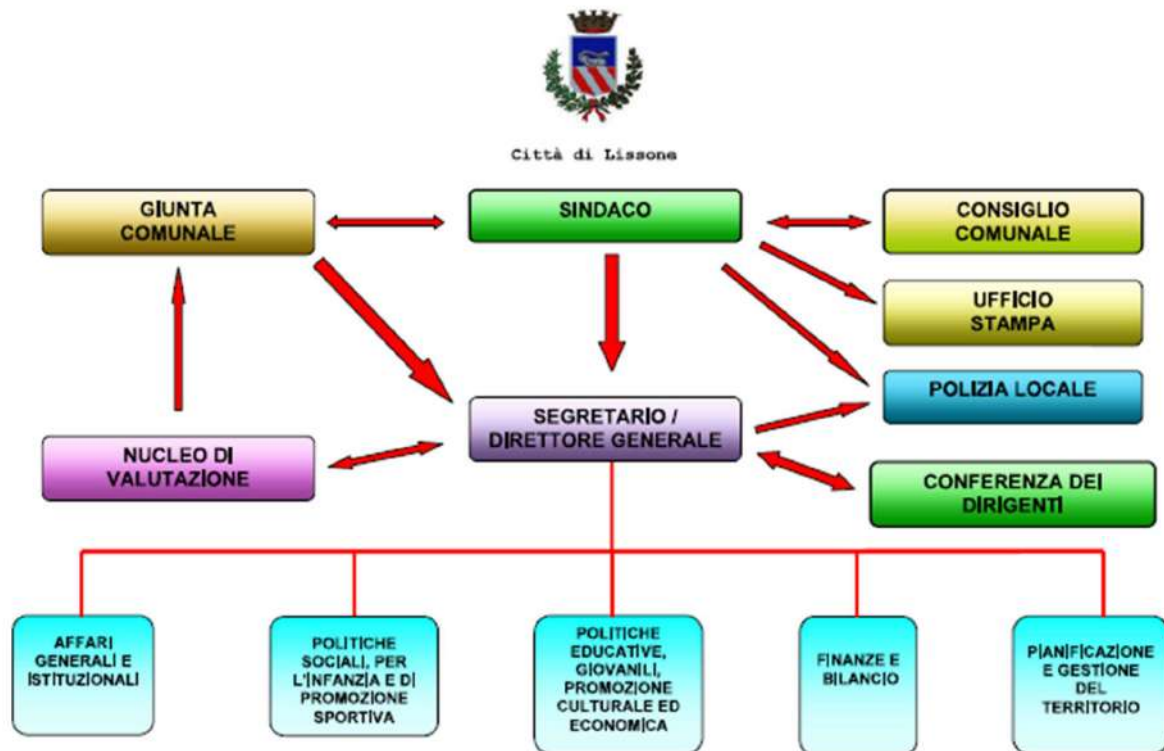 Città di Lissone
GIUNTA
COMUNALE
SINDACO
CONSIGLIO
COMUNALE
UFFICIO
STAMPA
POLIZIA LOCALE
SEGRETARIO /
DIRETTORE GENERALE
NUCLEO DI
VALUTAZIONE
CONFERENZA DEI
DIRIGENTI
AFFARI
GENERALI E
ISTITUZIONALI
POLITICHE
SOCIALI, PER
L'INFANZIA E DI
PROMOZIONE
SPORTIVA
POLITICHE
EDUCATIVE,
GIOVANILI,
PROMOZIONE
CULTURALE ED
ECONOMICA
FINANZE E
BILANCIO
PIANIFICAZIONE
E GESTIONE
DEL
TERRITORIO